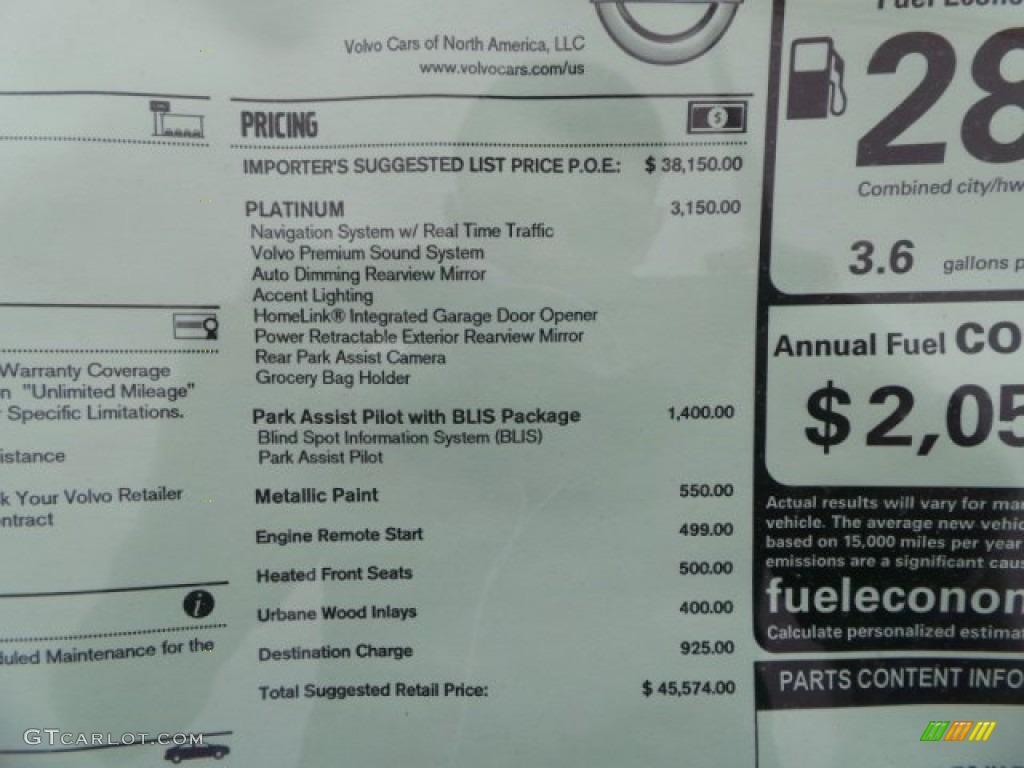 Volvo Cars of North America, LLC
www.volvocars.com/us
PRICING
IMPORTER'S SUGGESTED LIST PRICE P.O.E.: $ 38,150.00
PLATINUM 3,150.00
Navigation System w/ Real Time Traffic
Volvo Premium Sound System
Auto Dimming Rearview Mirror
Accent Lighting
HomeLink® Integrated Garage Door Opener
Power Retractable Exterior Rearview Mirror
Rear Park Assist Camera
Grocery Bag Holder
Park Assist Pilot with BLIS Package 1,400.00
Blind Spot Information System (BLIS)
Park Assist Pilot
Metallic Paint 550.00
Engine Remote Start 499.00
Heated Front Seats 500.00
Urbane Wood Inlays 400.00
Destination Charge 925.00
Total Suggested Retail Price: $ 45,574.00
Warranty Coverage
n "Unlimited Mileage"
r Specific Limitations.
istance
k Your Volvo Retailer
ontract
i
duled Maintenance for the
Fuel Econo
28
Combined city/hw
3.6 gallons p
Annual Fuel CO
$2,05
Actual results will vary for ma
vehicle. The average new vehic
based on 15,000 miles per year
emissions are a significant cau
fueleconon
Calculate personalized estimat
PARTS CONTENT INFO
GTCARLOT.COM